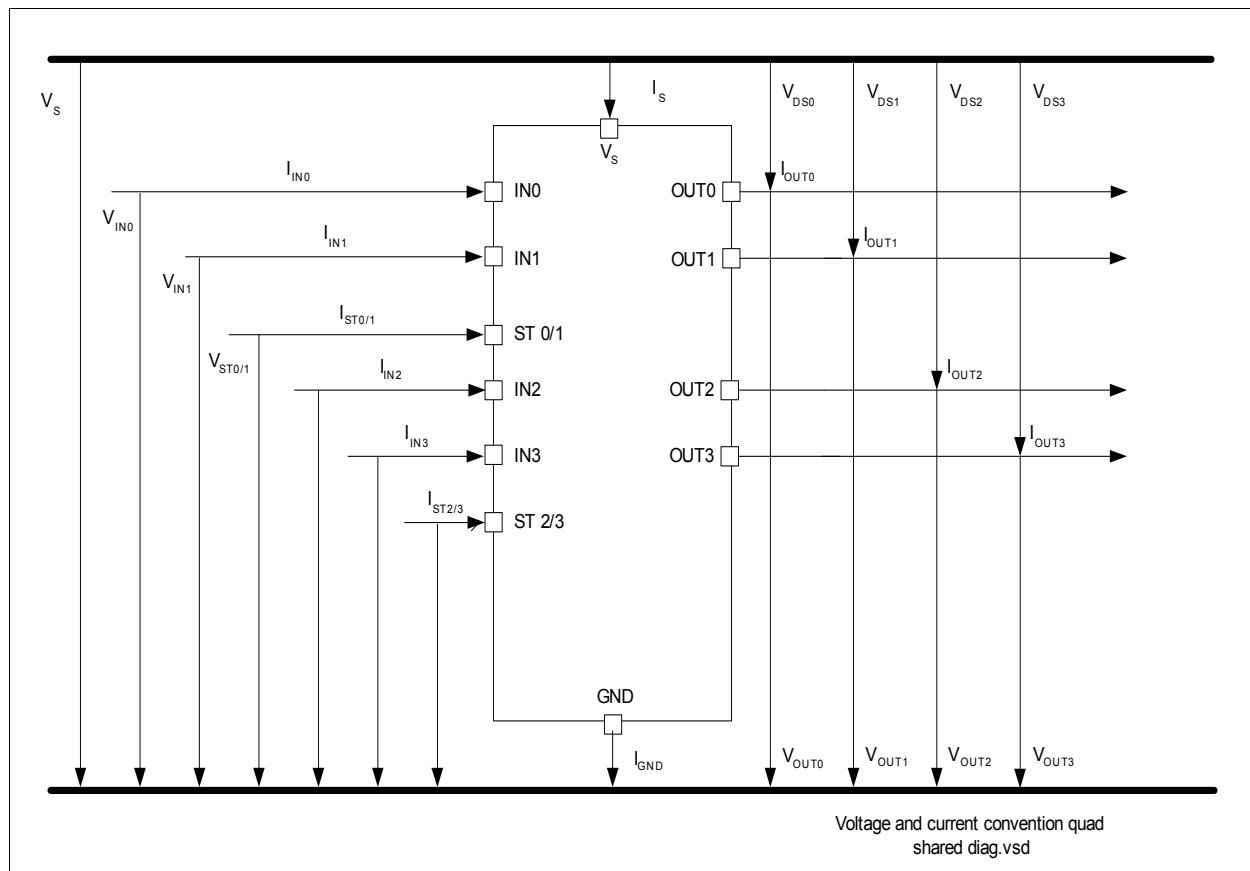 V_S
I_S
V_DS0
V_DS1
V_DS2
V_DS3
V_S
I_IN0
IN0
OUT0
I_OUT0
V_IN0
I_IN1
IN1
OUT1
I_OUT1
V_IN1
I_ST0/1
ST 0/1
V_ST0/1
I_IN2
IN2
OUT2
I_OUT2
I_IN3
IN3
OUT3
I_OUT3
I_ST2/3
ST 2/3
GND
I_GND
V_OUT0
V_OUT1
V_OUT2
V_OUT3
Voltage and current convention quad
shared diag.vsd